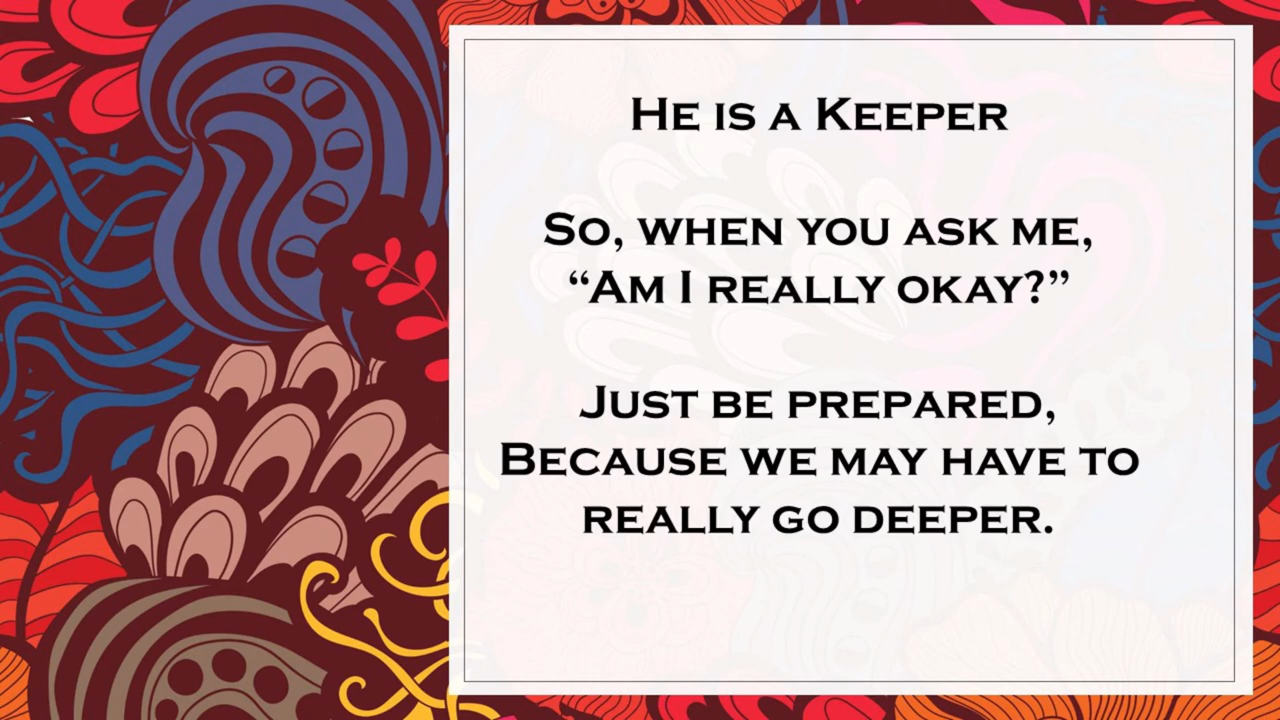 He is a Keeper
So, when you ask me,
“Am I really okay?”
Just be prepared,
Because we may have to
really go deeper.